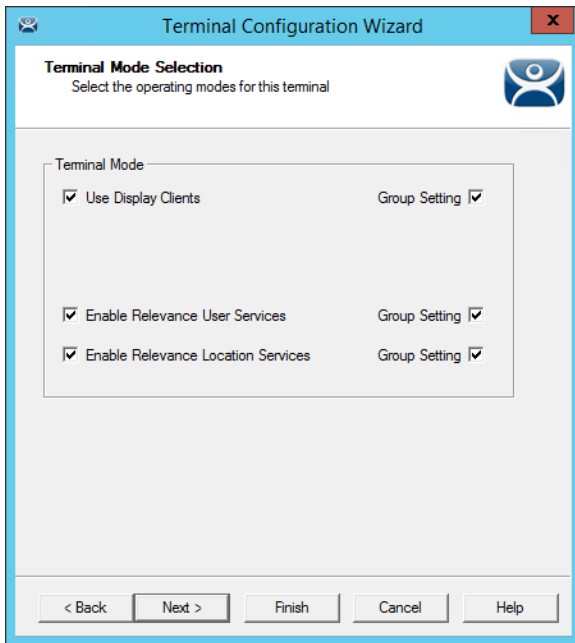 Terminal Configuration Wizard
x
Terminal Mode Selection
Select the operating modes for this terminal
Terminal Mode
Use Display Clients Group Setting
Enable Relevance User Services Group Setting
Enable Relevance Location Services Group Setting
< Back Next > Finish Cancel Help